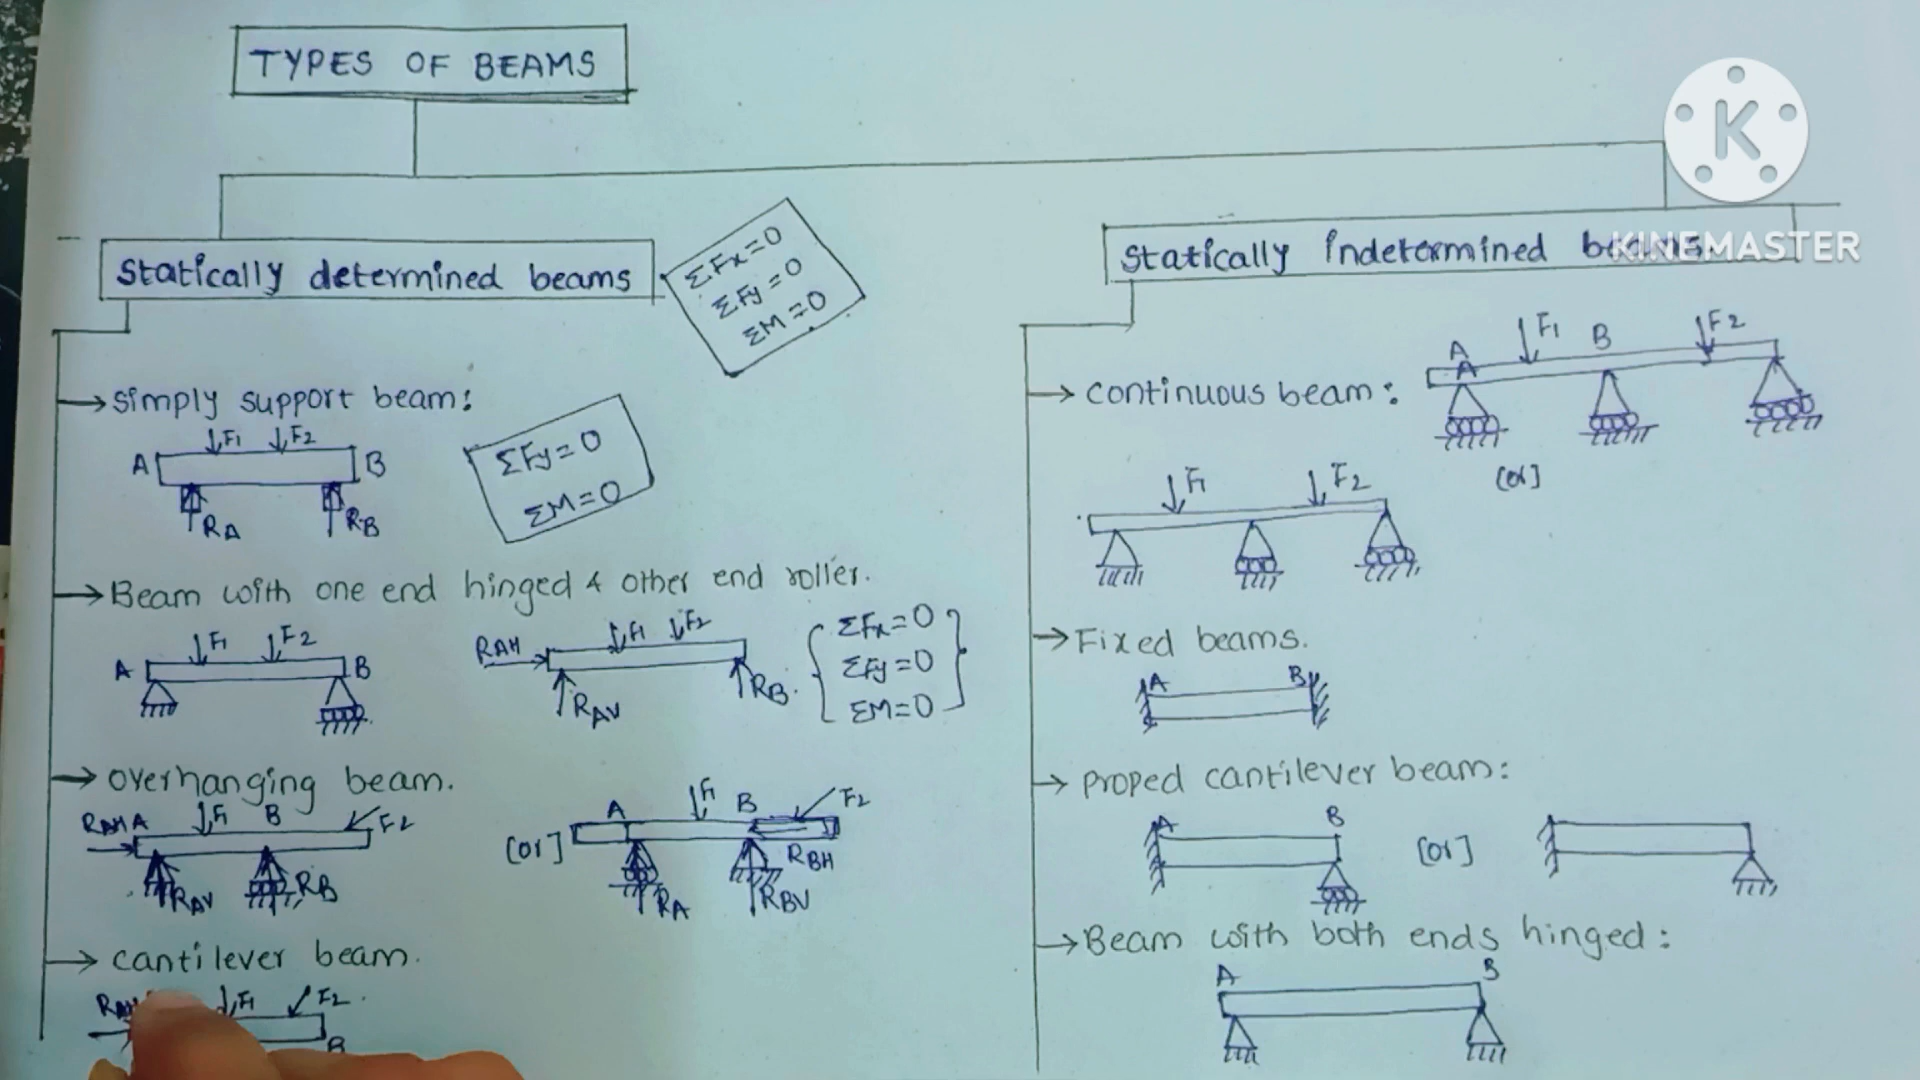 TYPES OF BEAMS
K
KINEMASTER
Statically determined beams
ΣFx=0
ΣFy=0
ΣM=0
→ Simply support beam:
F1 F2
A B
RA RB
ΣFy=0
ΣM=0
→ Beam with one end hinged & other end roller.
F1 F2
A B
RAH F1 F2
RAV RB.
ΣFx=0
ΣFy=0
ΣM=0
→ overhanging beam.
RAH A F1 B F2
RAV RB
[or]
A F1 B F2
RBH
RA RBV
→ cantilever beam.
F1 F2.
B
Statically indetermined
→ continuous beam:
A F1 B F2
A
[or]
F1 F2
→ Fixed beams.
A B
→ proped cantilever beam:
A B
[or]
→ Beam with both ends hinged:
A B